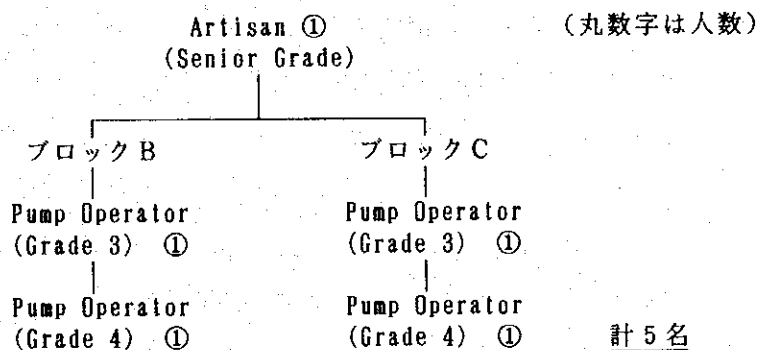 Artisan ① (丸数字は人数)
(Senior Grade)
ブロックB ブロックC
Pump Operator Pump Operator
(Grade 3) ① (Grade 3) ①
Pump Operator Pump Operator
(Grade 4) ① (Grade 4) ① 計5名